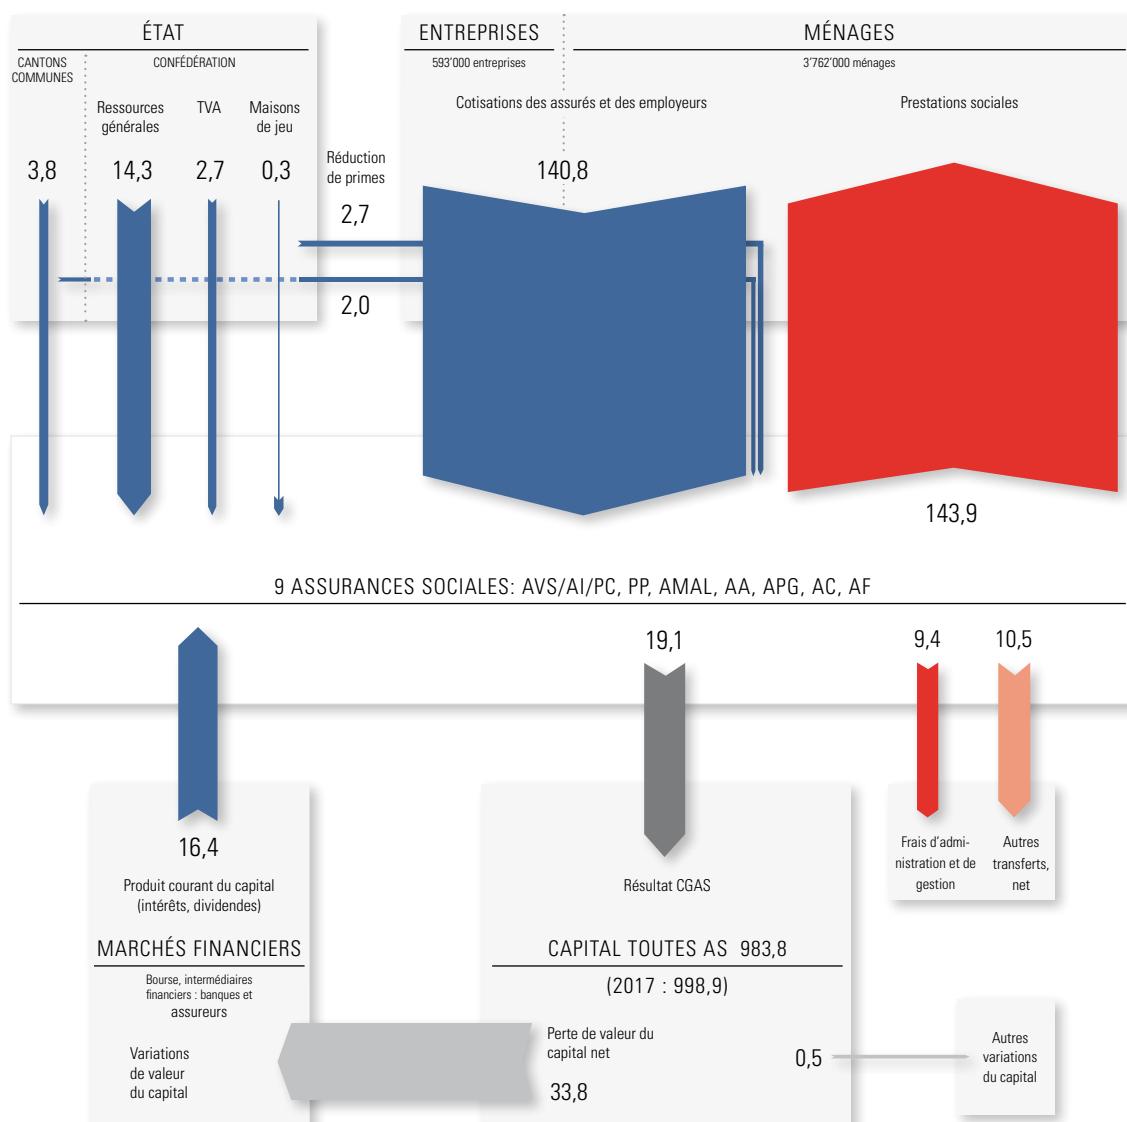 ÉTAT
CANTONS
COMMUNES
CONFÉDÉRATION
Ressources
générales
TVA
Maisons
de jeu
3,8
14,3
2,7
0,3
Réduction
de primes
2,7
2,0
ENTREPRISES
593'000 entreprises
MÉNAGES
3'762'000 ménages
Cotisations des assurés et des employeurs
Prestations sociales
140,8
143,9
9 ASSURANCES SOCIALES: AVS/AI/PC, PP, AMAL, AA, APG, AC, AF
19,1
9,4
10,5
16,4
Produit courant du capital
(intérêts, dividendes)
Résultat CGAS
Frais d'admi-
nistration et de
gestion
Autres
transferts,
net
MARCHÉS FINANCIERS
Bourse, intermédiaires
financiers : banques et
assureurs
Variations
de valeur
du capital
CAPITAL TOUTES AS 983,8
(2017 : 998,9)
Perte de valeur du
capital net
33,8
0,5
Autres
variations
du capital